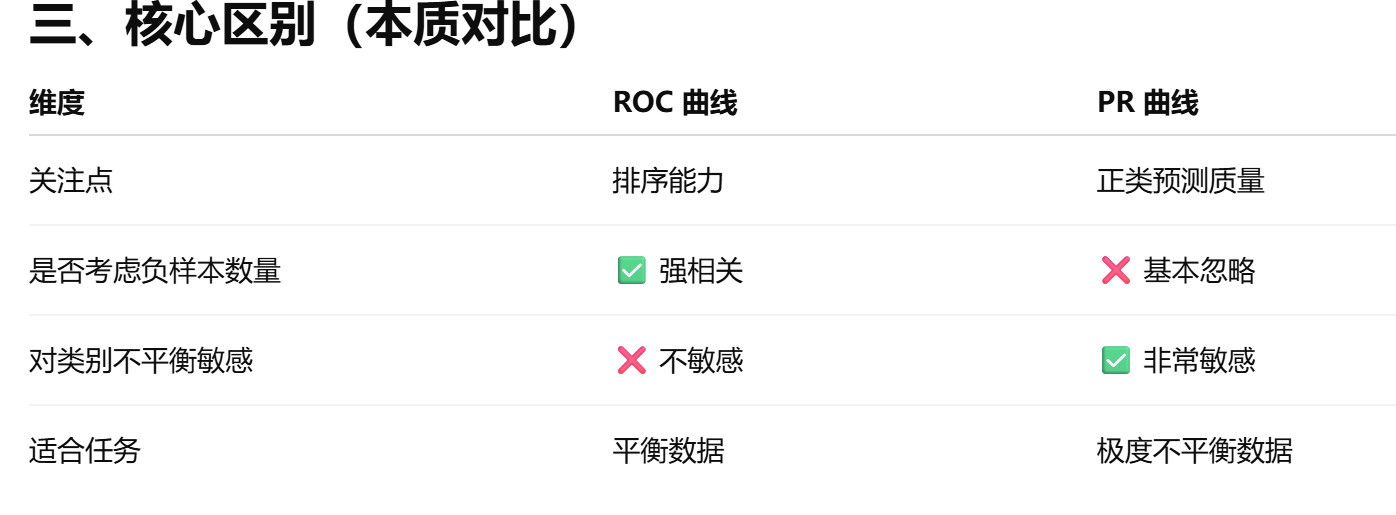 三、核心区别（本质对比）
维度 ROC 曲线 PR 曲线
关注点 排序能力 正类预测质量
是否考虑负样本数量 ✅ 强相关 ❌ 基本忽略
对类别不平衡敏感 ❌ 不敏感 ✅ 非常敏感
适合任务 平衡数据 极度不平衡数据